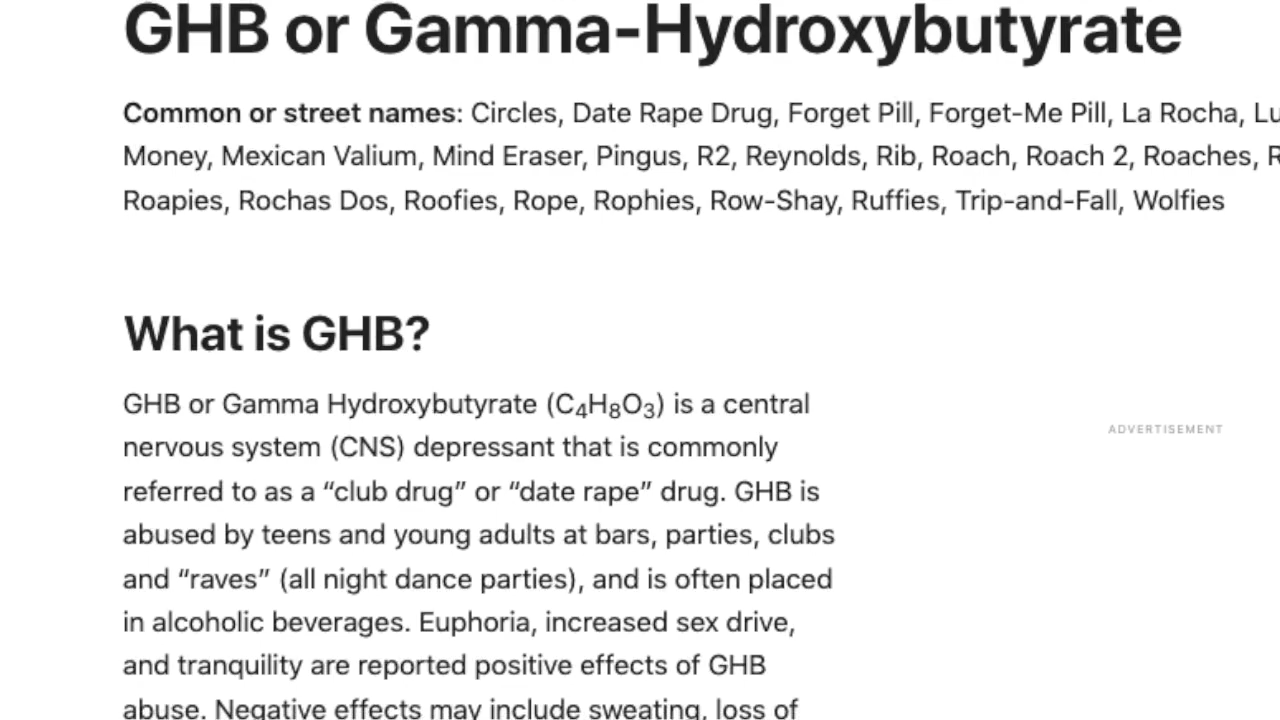 GHB or Gamma-Hydroxybutyrate
Common or street names: Circles, Date Rape Drug, Forget Pill, Forget-Me Pill, La Rocha, Lu
Money, Mexican Valium, Mind Eraser, Pingus, R2, Reynolds, Rib, Roach, Roach 2, Roaches, R
Roapies, Rochas Dos, Roofies, Rope, Rophies, Row-Shay, Ruffies, Trip-and-Fall, Wolfies
What is GHB?
GHB or Gamma Hydroxybutyrate (C₄H₈O₃) is a central
nervous system (CNS) depressant that is commonly
referred to as a “club drug” or “date rape” drug. GHB is
abused by teens and young adults at bars, parties, clubs
and “raves” (all night dance parties), and is often placed
in alcoholic beverages. Euphoria, increased sex drive,
and tranquility are reported positive effects of GHB
abuse. Negative effects may include sweating, loss of
ADVERTISEMENT